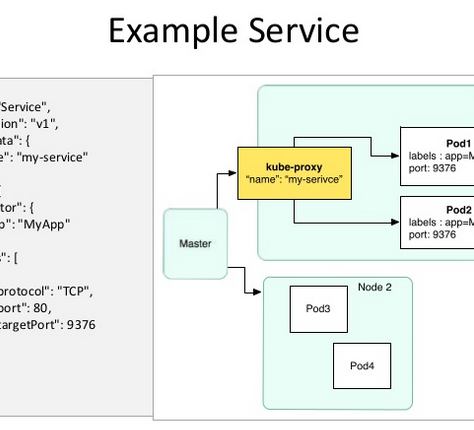 Example Service
"Service",
ion": "v1",
ata": {
e": "my-service"
{
tor": {
p": "MyApp"
s": [
protocol": "TCP",
port": 80,
targetPort": 9376
kube-proxy
"name": "my-serivce"
Master
Pod1
labels : app=M
port: 9376
Pod2
labels : app=M
port: 9376
Node 2
Pod3
Pod4